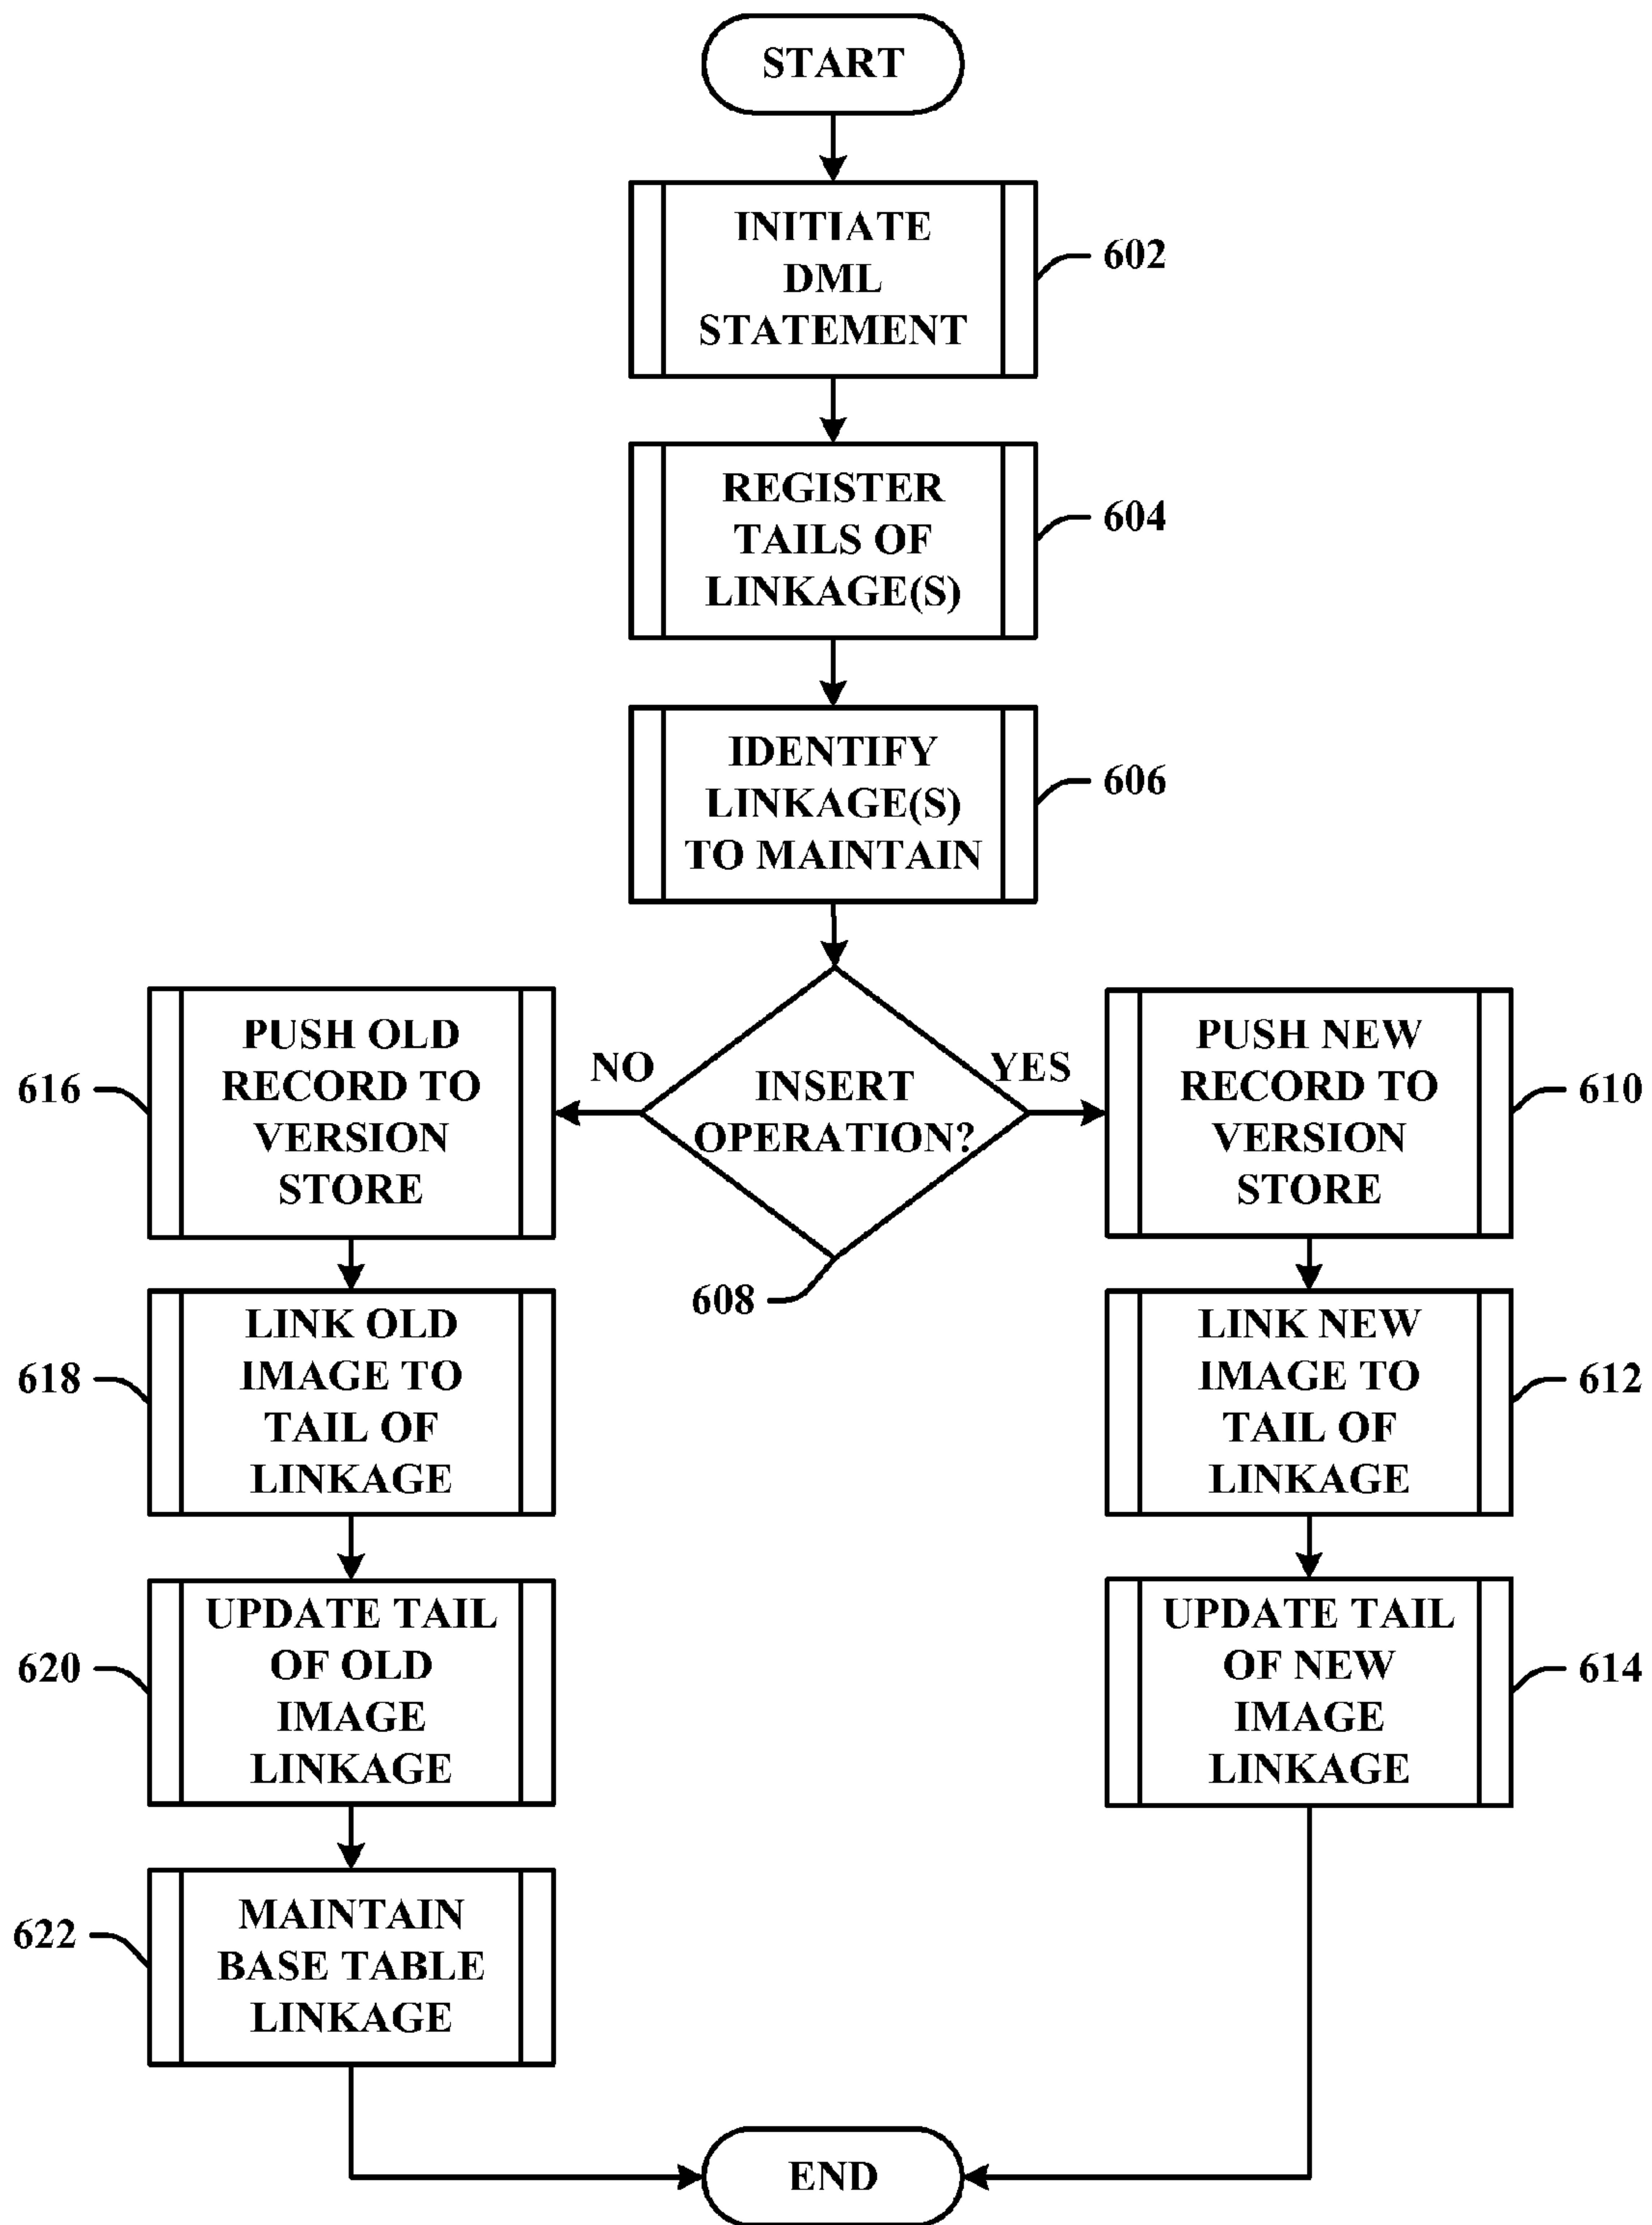 START
INITIATE
DML
STATEMENT
602
REGISTER
TAILS OF
LINKAGE(S)
604
IDENTIFY
LINKAGE(S)
TO MAINTAIN
606
INSERT
OPERATION?
608
NO
YES
PUSH OLD
RECORD TO
VERSION
STORE
616
LINK OLD
IMAGE TO
TAIL OF
LINKAGE
618
UPDATE TAIL
OF OLD
IMAGE
LINKAGE
620
MAINTAIN
BASE TABLE
LINKAGE
622
PUSH NEW
RECORD TO
VERSION
STORE
610
LINK NEW
IMAGE TO
TAIL OF
LINKAGE
612
UPDATE TAIL
OF NEW
IMAGE
LINKAGE
614
END